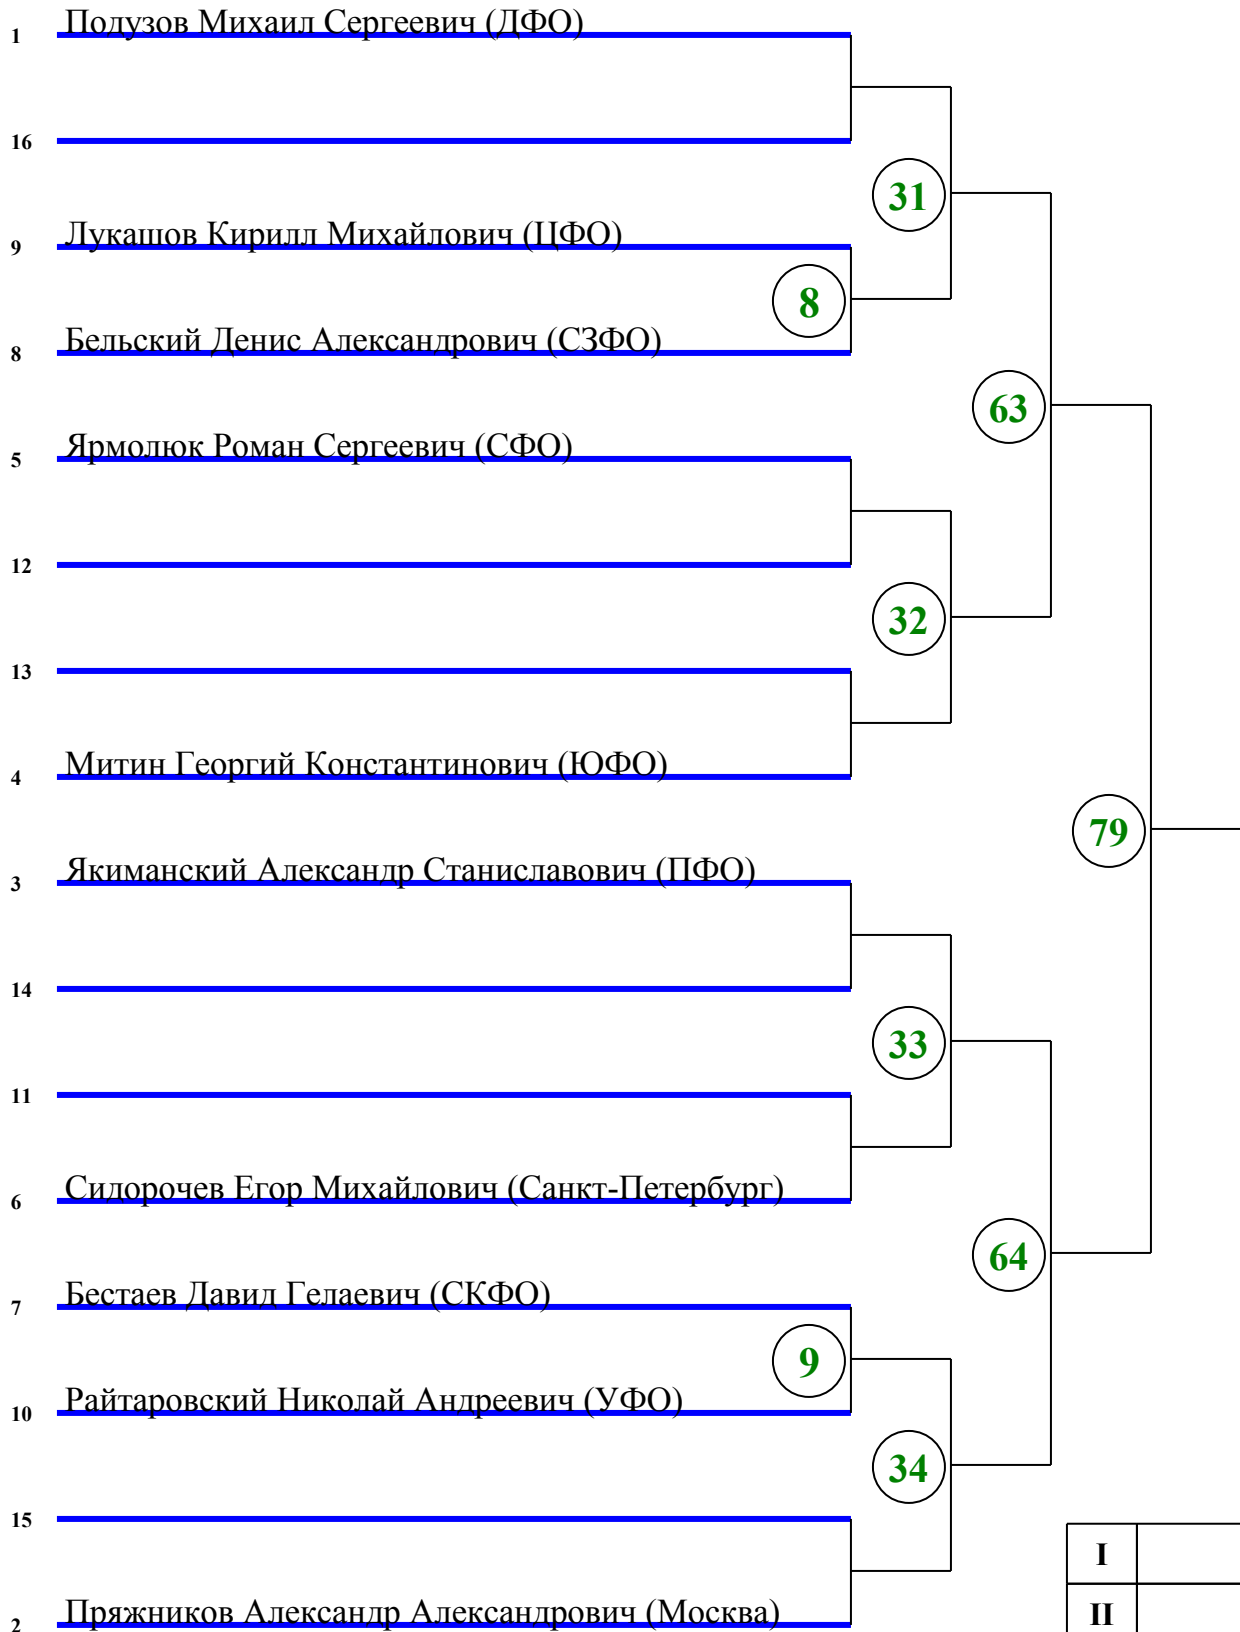 1 Подузов Михаил Сергеевич (ДФО)
16
31
9 Лукашов Кирилл Михайлович (ЦФО)
8
8 Бельский Денис Александрович (СЗФО)
63
5 Ярмолюк Роман Сергеевич (СФО)
12
32
13
4 Митин Георгий Константинович (ЮФО)
79
3 Якиманский Александр Станиславович (ПФО)
14
33
11
6 Сидорочев Егор Михайлович (Санкт-Петербург)
64
7 Бестаев Давид Гелаевич (СКФО)
9
10 Райтаровский Николай Андреевич (УФО)
34
15
I
2 Пряжников Александр Александрович (Москва)
II